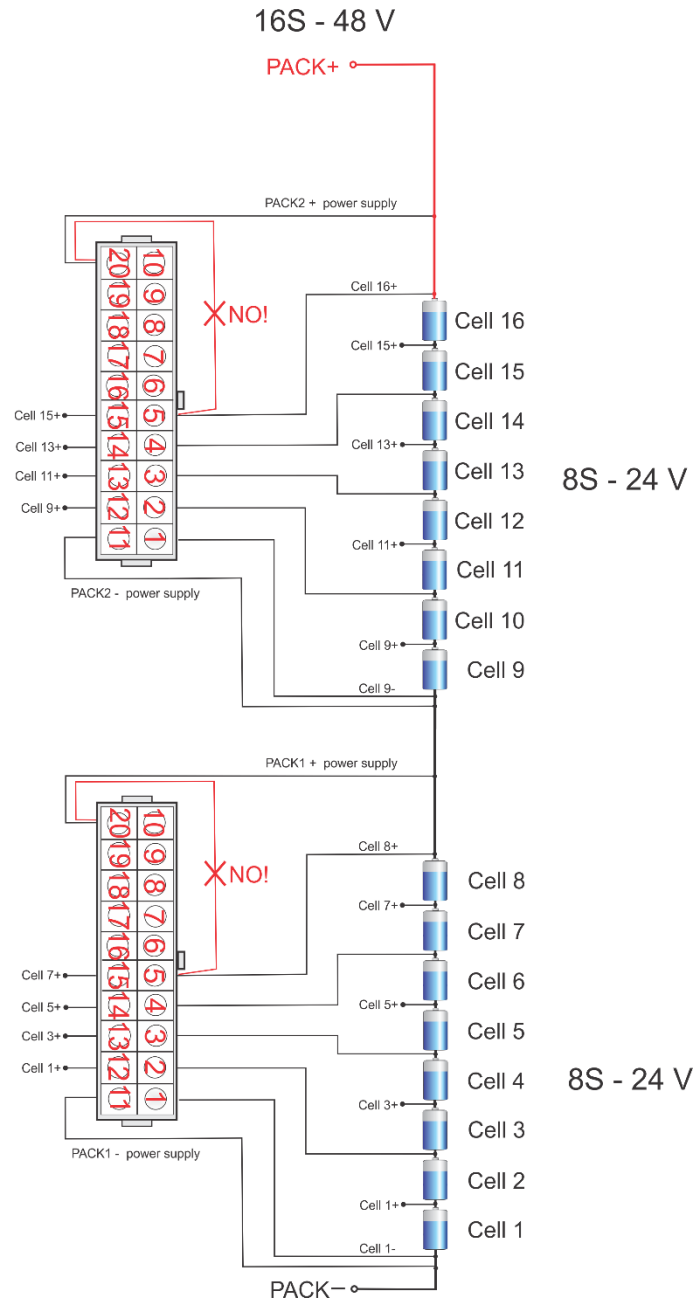 16S - 48 V
PACK+
PACK2 + power supply
20 10
19 9
18 8
17 7
16 6
15 5
14 4
13 3
12 2
11 1
NO!
Cell 15+
Cell 13+
Cell 11+
Cell 9+
PACK2 - power supply
Cell 16+
Cell 16
Cell 15+
Cell 15
Cell 14
Cell 13+
Cell 13
8S - 24 V
Cell 12
Cell 11+
Cell 11
Cell 10
Cell 9+
Cell 9
Cell 9-
PACK1 + power supply
20 10
19 9
18 8
17 7
16 6
15 5
14 4
13 3
12 2
11 1
NO!
Cell 7+
Cell 5+
Cell 3+
Cell 1+
PACK1 - power supply
Cell 8+
Cell 8
Cell 7+
Cell 7
Cell 6
Cell 5+
Cell 5
Cell 4
8S - 24 V
Cell 3+
Cell 3
Cell 2
Cell 1+
Cell 1
Cell 1-
PACK−